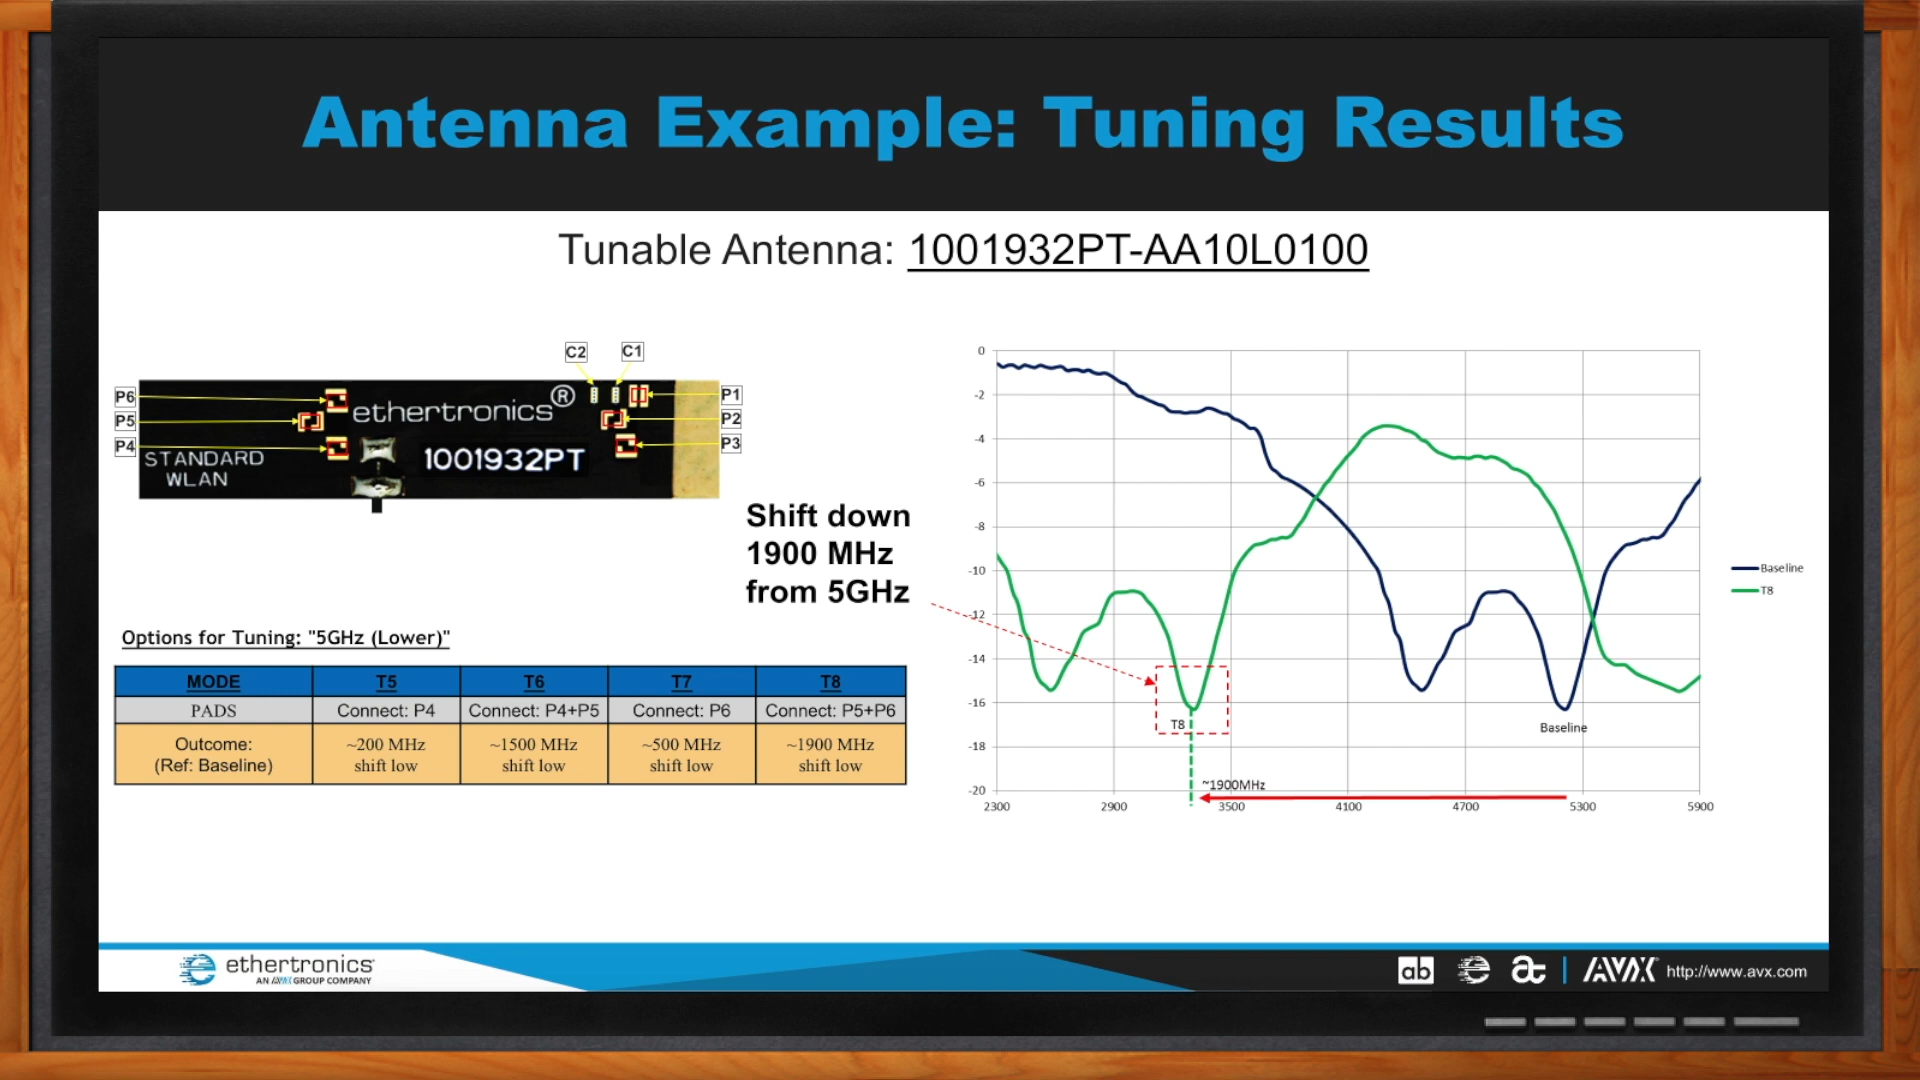 Antenna Example: Tuning Results
Tunable Antenna: 1001932PT-AA10L0100
C2
C1
P6
P5
P4
ethertronics®
STANDARD
WLAN
1001932PT
P1
P2
P3
Shift down
1900 MHz
from 5GHz
Options for Tuning: "5GHz (Lower)"
MODE T5 T6 T7 T8
PADS Connect: P4 Connect: P4+P5 Connect: P6 Connect: P5+P6
Outcome: ~200 MHz ~1500 MHz ~500 MHz ~1900 MHz
(Ref: Baseline) shift low shift low shift low shift low
0
-2
-4
-6
-8
-10
-12
-14
-16
-18
-20
2300 2900 3500 4100 4700 5300 5900
T8
Baseline
~1900MHz
Baseline
T8
ethertronics
AN AVX GROUP COMPANY
ab
AVX
http://www.avx.com